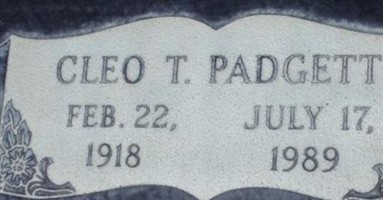 CLEO T. PADGETT
FEB. 22, JULY 17,
1918 1989